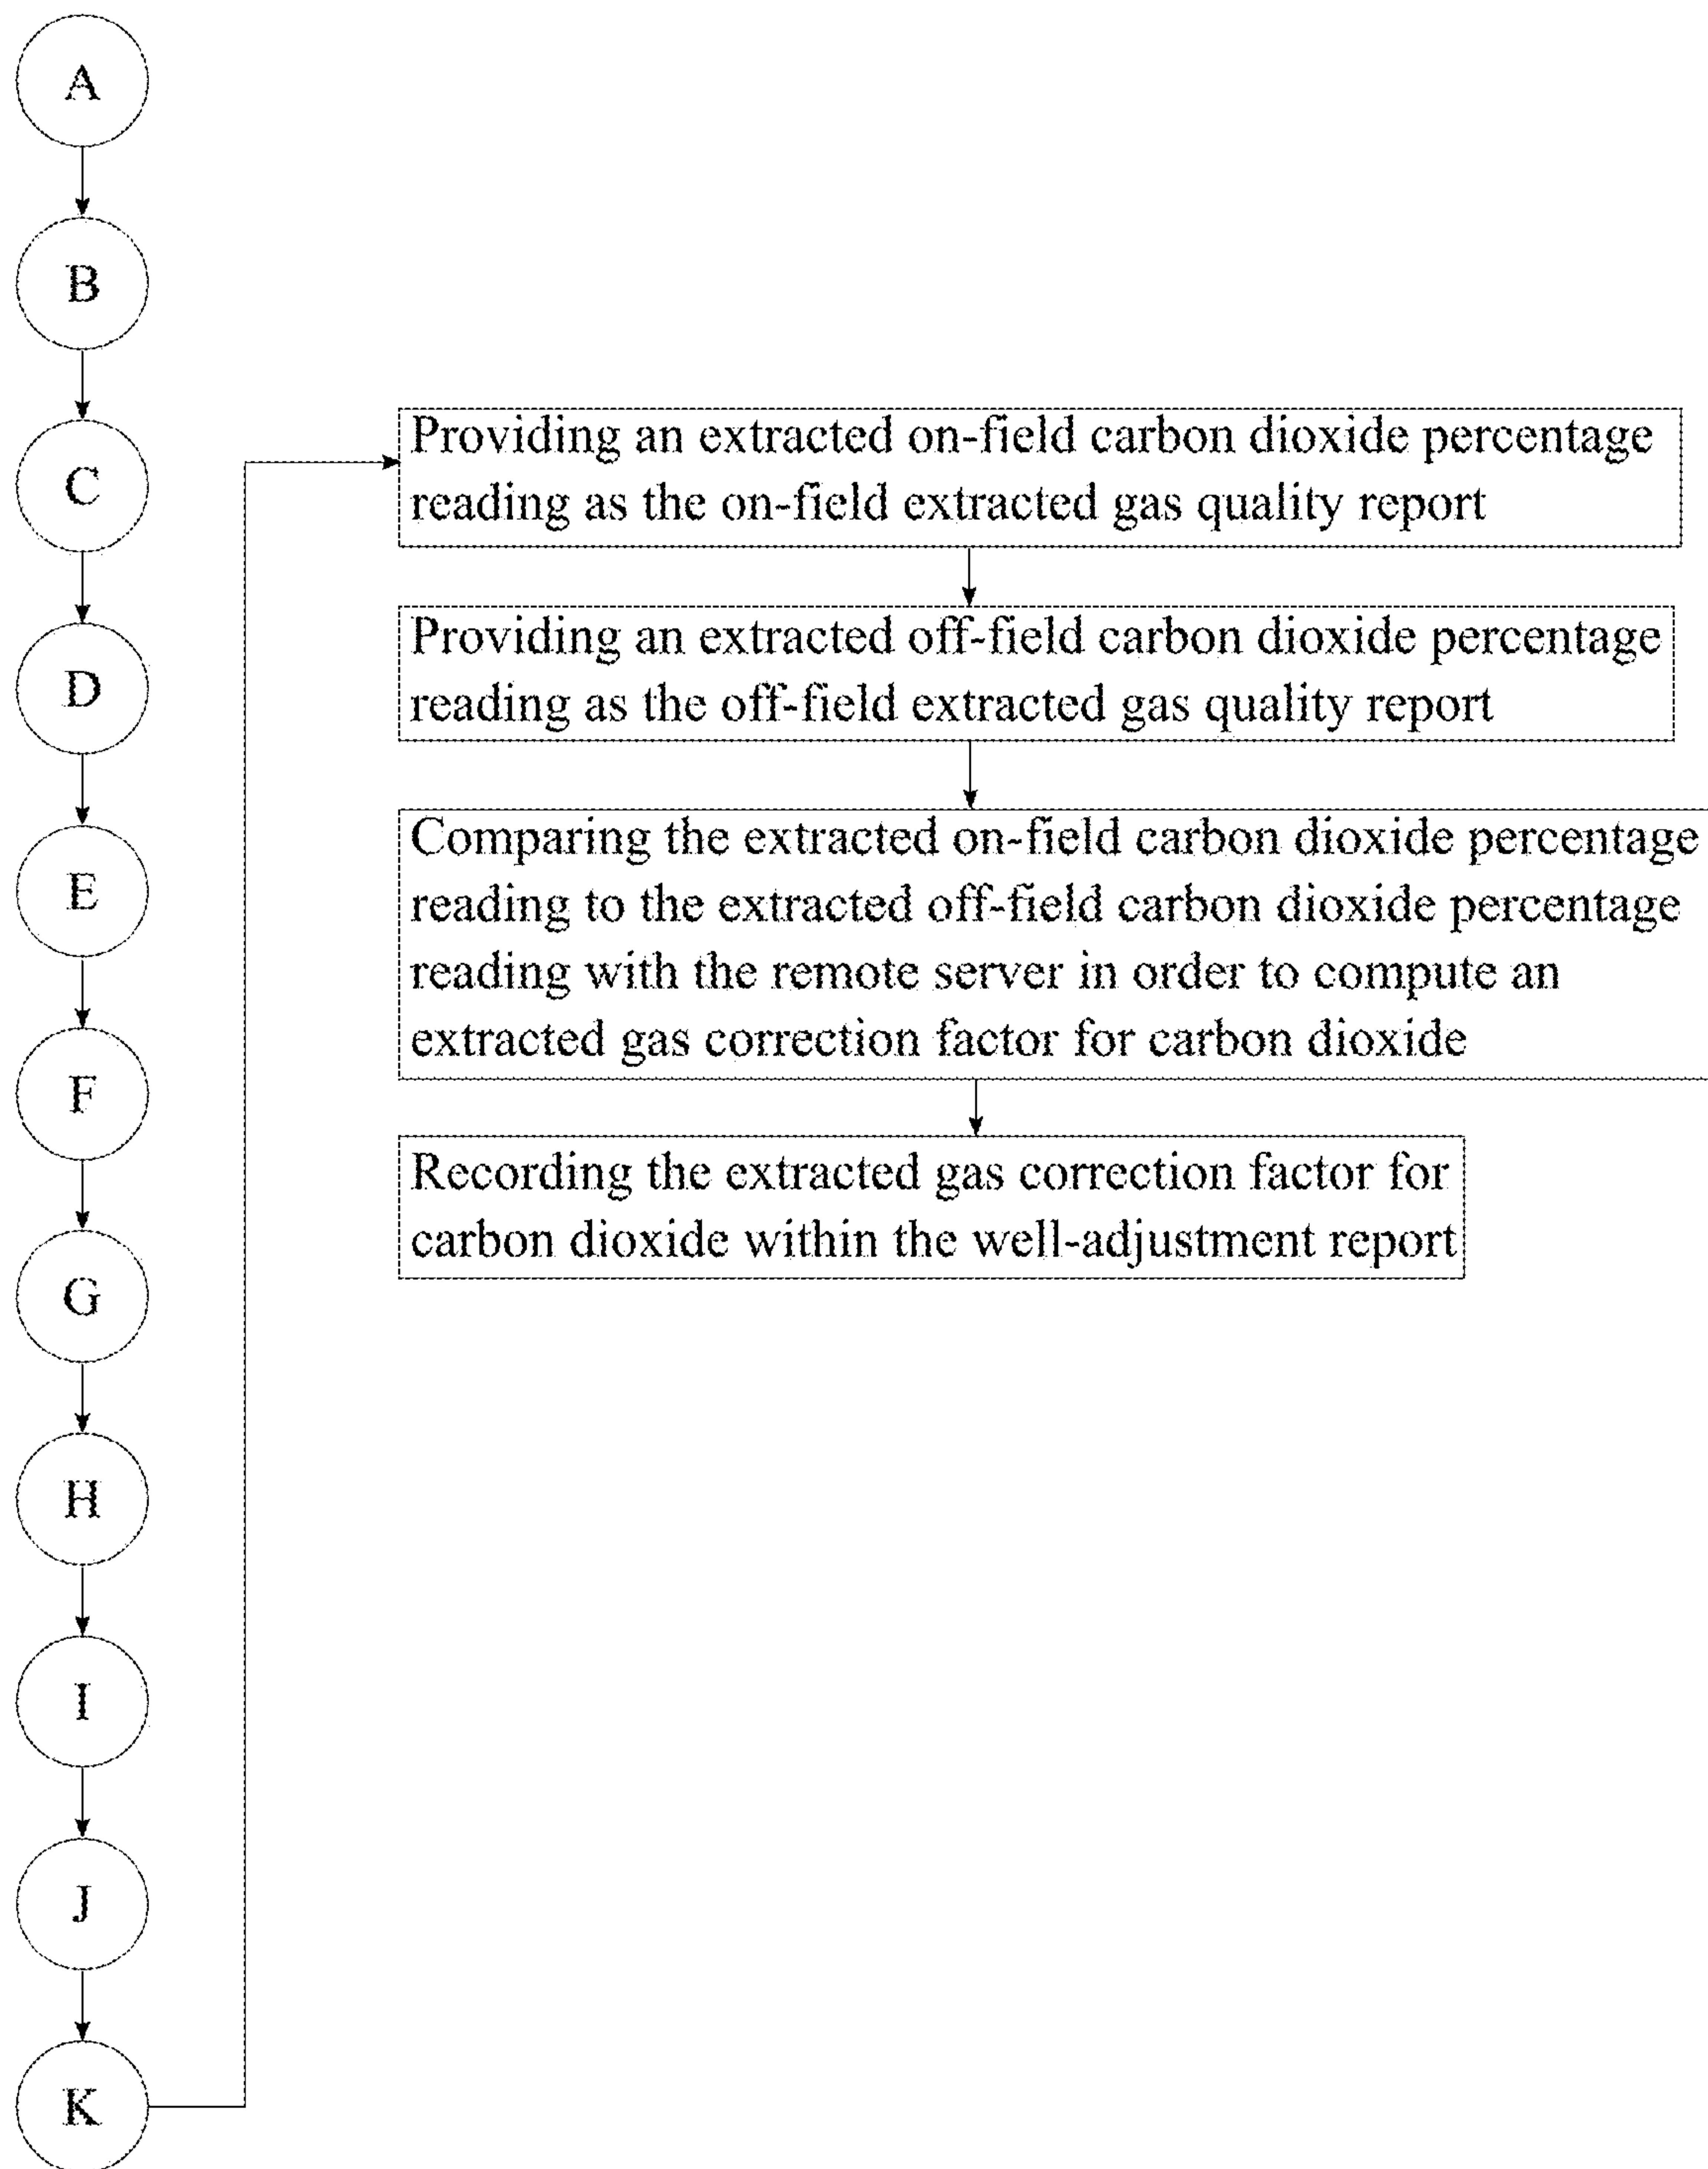 A
B
C
D
E
F
G
H
I
J
K
Providing an extracted on-field carbon dioxide percentage
reading as the on-field extracted gas quality report
Providing an extracted off-field carbon dioxide percentage
reading as the off-field extracted gas quality report
Comparing the extracted on-field carbon dioxide percentage
reading to the extracted off-field carbon dioxide percentage
reading with the remote server in order to compute an
extracted gas correction factor for carbon dioxide
Recording the extracted gas correction factor for
carbon dioxide within the well-adjustment report